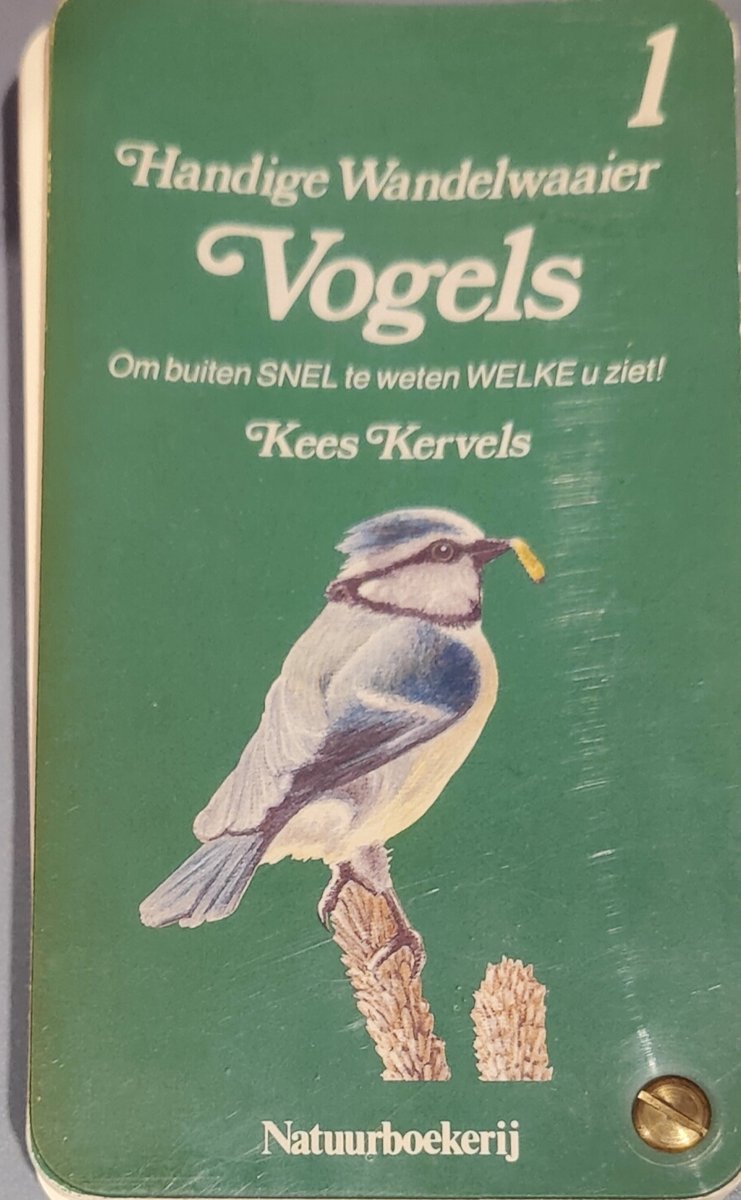 1
Handige Wandelwaaier
Vogels
Om buiten SNEL te weten WELKE u ziet!
Kees Kervels
Natuurboekerij